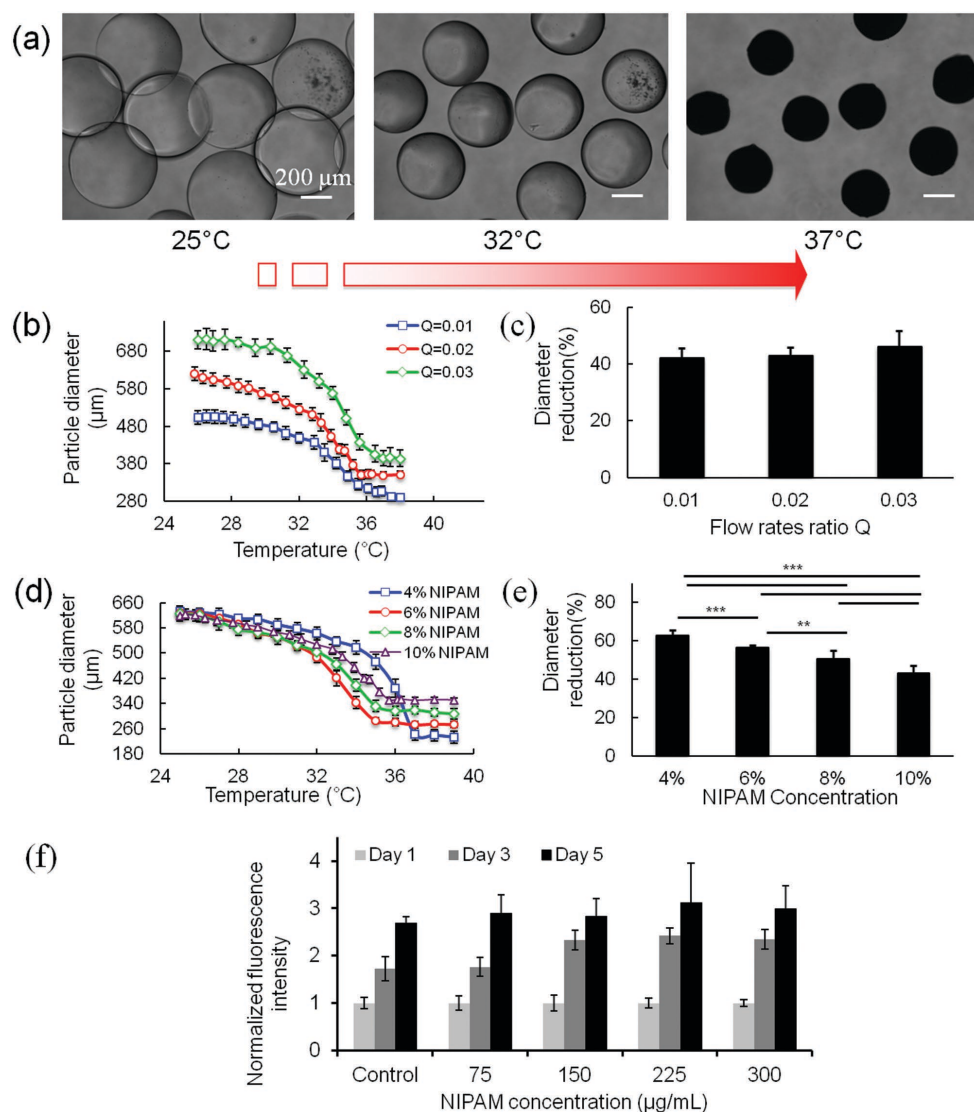 (a)
200 μm
25°C 32°C 37°C
(b)
Particle diameter
(μm)
680
580
480
380
280
24 28 32 36 40
Temperature (°C)
Q=0.01
Q=0.02
Q=0.03
(c)
Diameter
reduction(%)
60
40
20
0
0.01 0.02 0.03
Flow rates ratio Q
(d)
Particle diameter
(μm)
660
580
500
420
340
260
180
24 28 32 36 40
Temperature (°C)
4% NIPAM
6% NIPAM
8% NIPAM
10% NIPAM
(e)
Diameter
reduction(%)
80
60
40
20
0
***
*** **
4% 6% 8% 10%
NIPAM Concentration
(f)
Normalized fluorescence
intensity
4
3
2
1
0
Day 1 Day 3 Day 5
Control 75 150 225 300
NIPAM concentration (μg/mL)